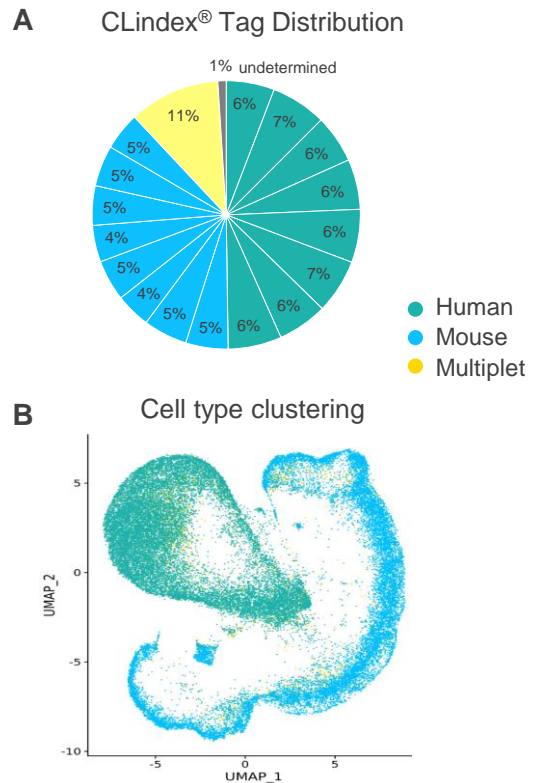 A
CLindex® Tag Distribution
1% undetermined
6%
7%
6%
6%
6%
7%
6%
6%
5%
5%
4%
5%
4%
5%
5%
5%
11%
Human
Mouse
Multiplet
B
Cell type clustering
UMAP_2
5
0
-5
-10
-5
0
5
UMAP_1